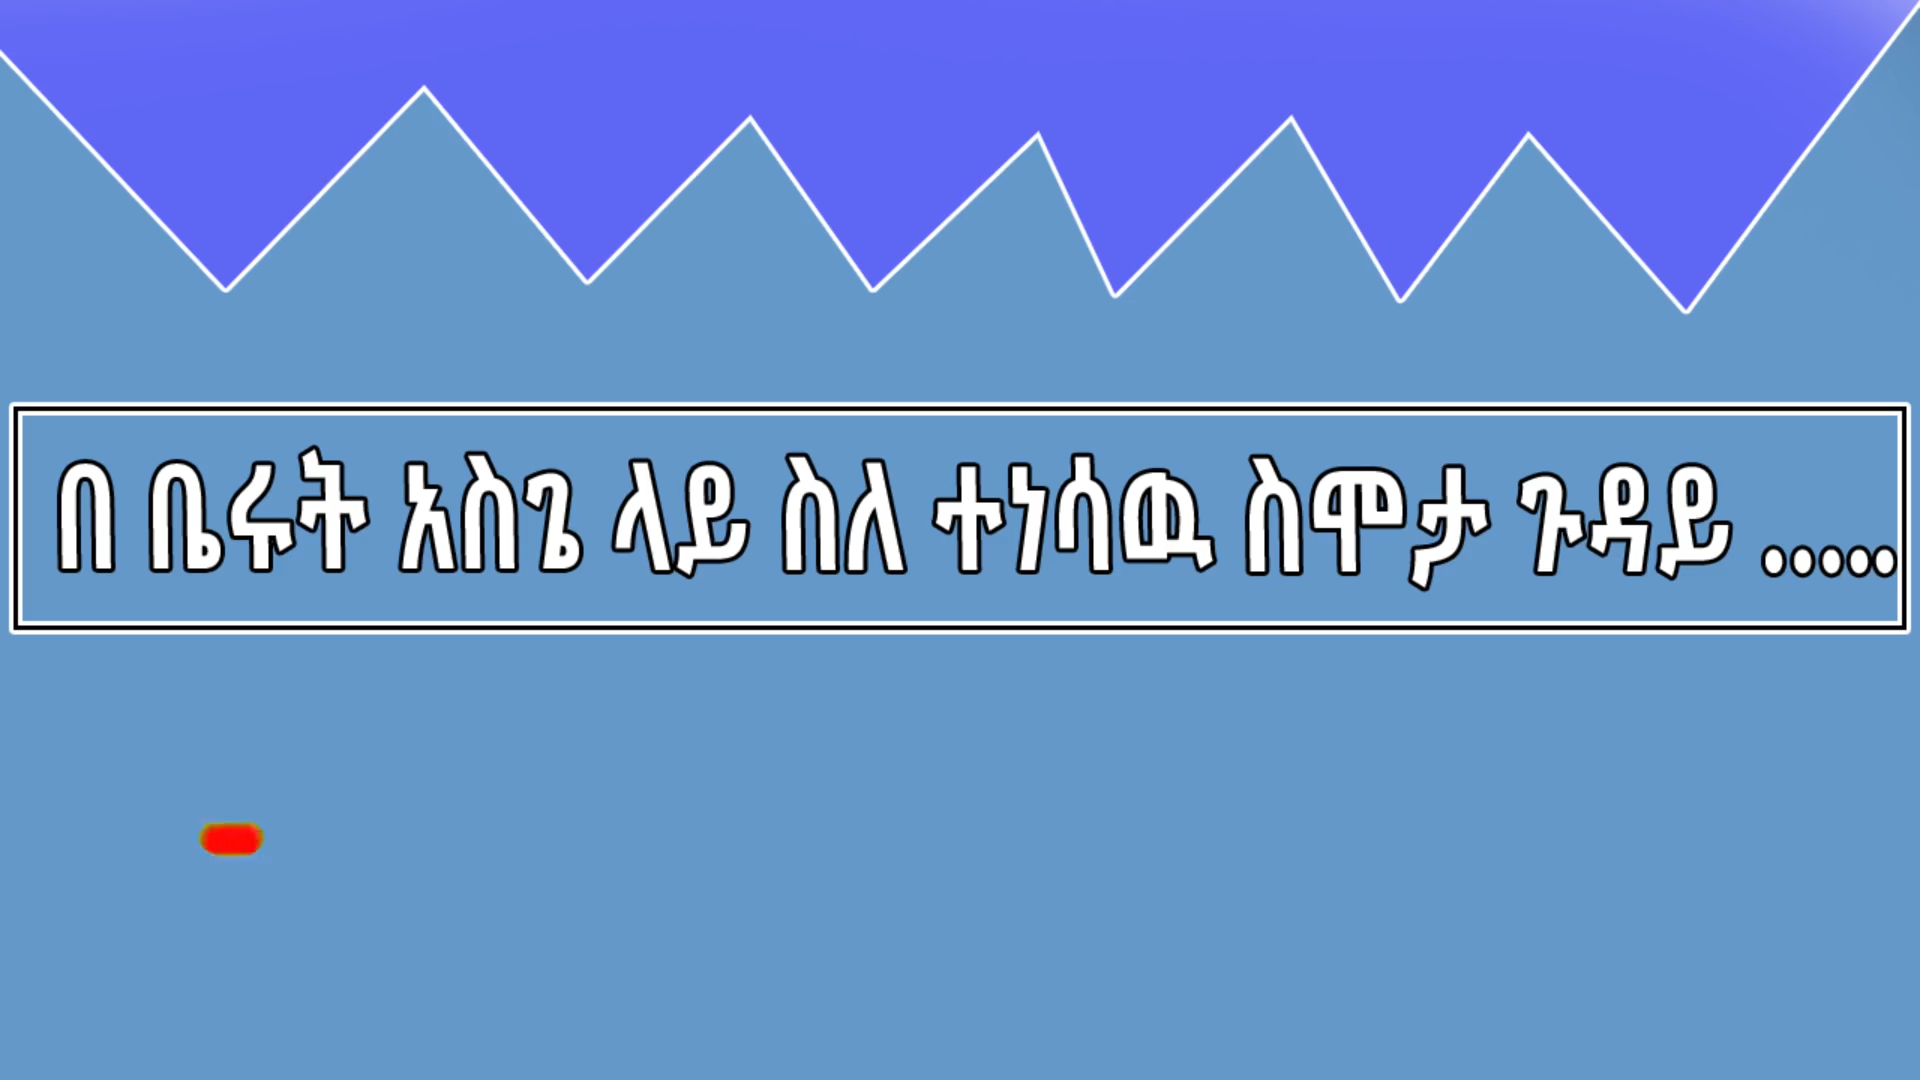 በ ቤሩት አስጌ ላይ ስለ ተነሳዉ ስሞታ ጉዳይ .....